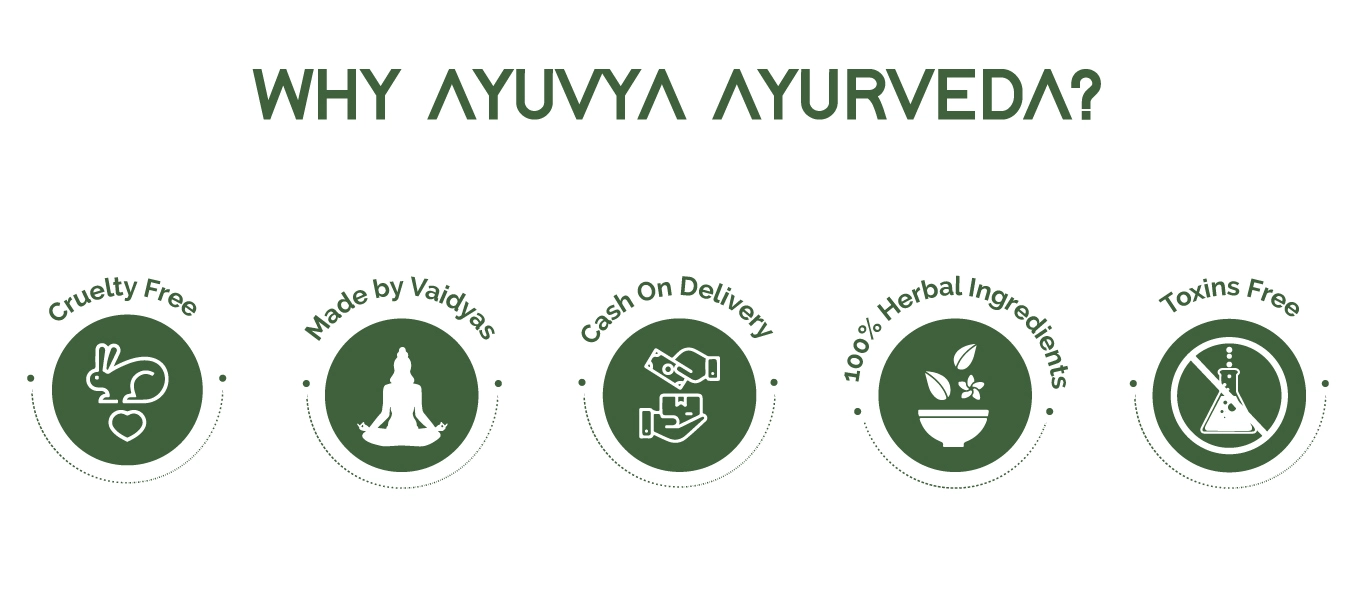 WHY AYUVYA AYURVEDA?
Cruelty Free
Made by Vaidyas
Cash On Delivery
100% Herbal Ingredients
Toxins Free